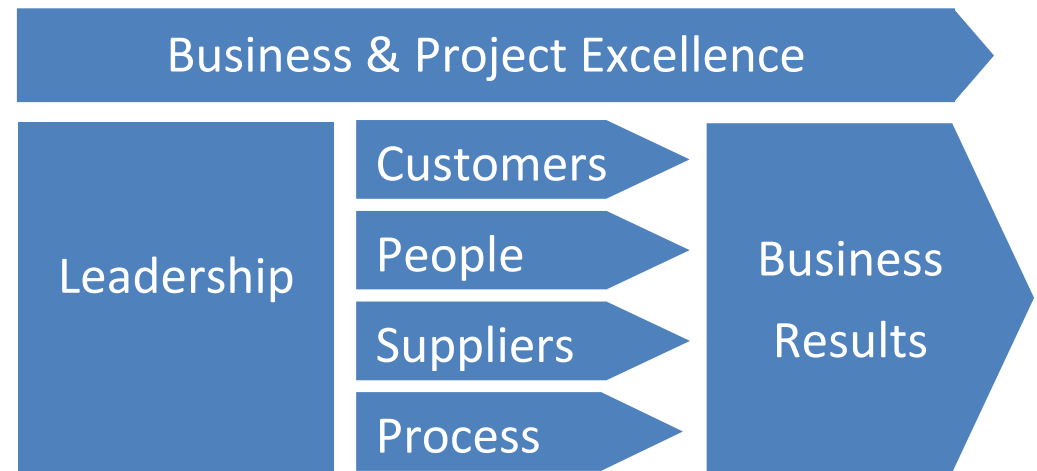 Business & Project Excellence
Leadership
Customers
People
Suppliers
Process
Business
Results